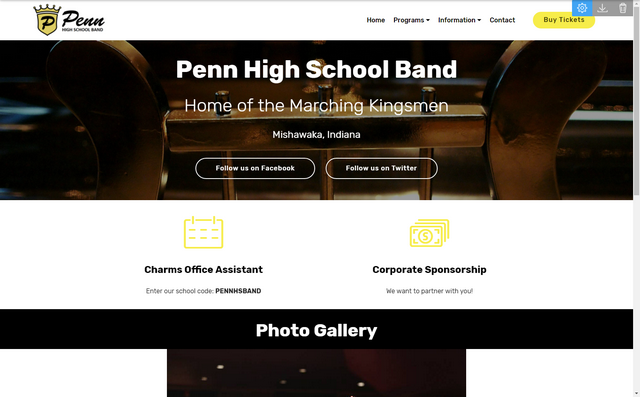 P Penn
HIGH SCHOOL BAND
Home Programs Information Contact Buy Tickets
Penn High School Band
Home of the Marching Kingsmen
Mishawaka, Indiana
Follow us on Facebook Follow us on Twitter
Charms Office Assistant
Enter our school code: PENNHSBAND
Corporate Sponsorship
We want to partner with you!
Photo Gallery